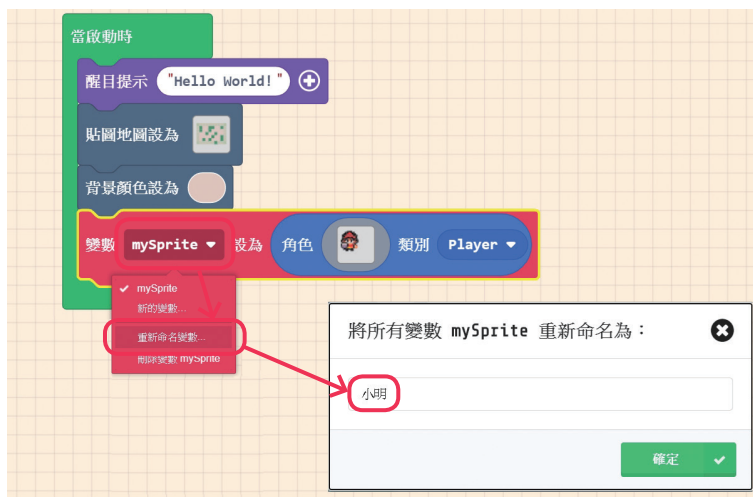 當啟動時
醒目提示 "Hello World!"
貼圖地圖設為
背景顏色設為
變數 mySprite 設為 角色 類別 Player
mySprite
新的變數...
重新命名變數...
刪除變數 mySprite
將所有變數 mySprite 重新命名為：
小明
確定